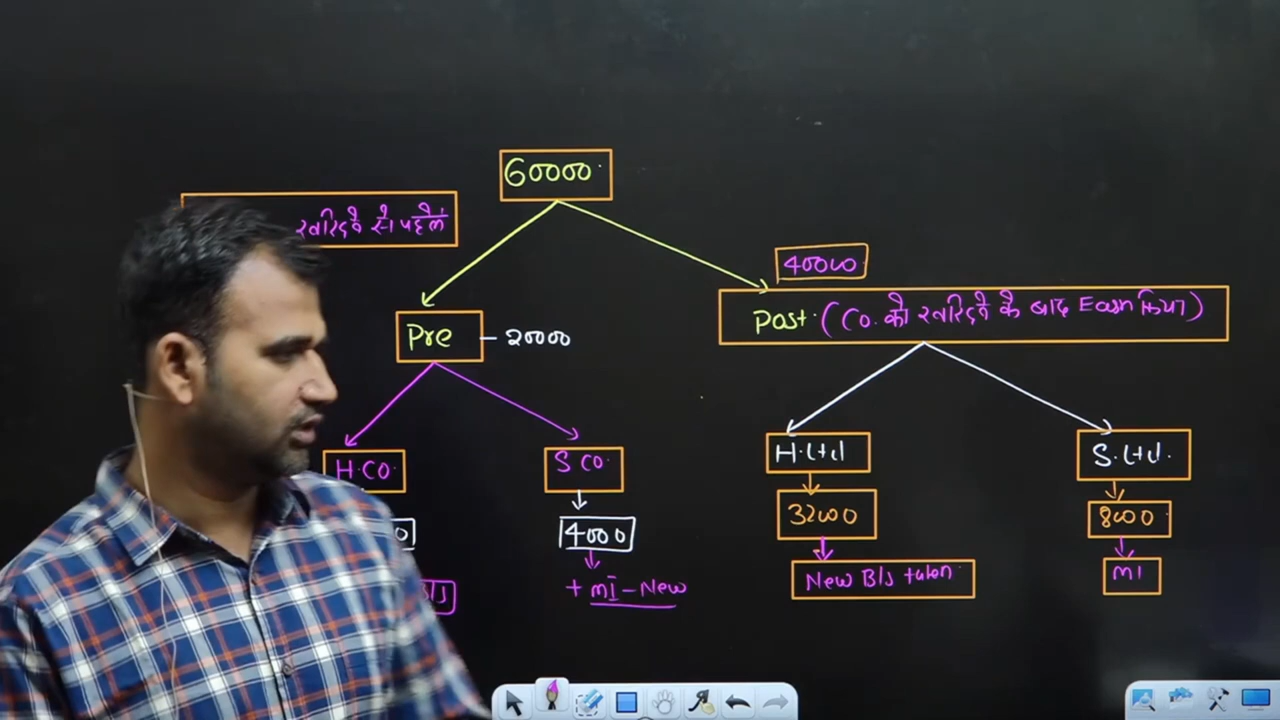 60000
खरिदने से पहले
40000
Post (Co. को खरिदने के बाद Earn किया)
Pre - 20000
H.Co.
S Co.
H.Ltd
S.Ltd.
4000
32000
8000
+ MI - New
New B/S taken
MI